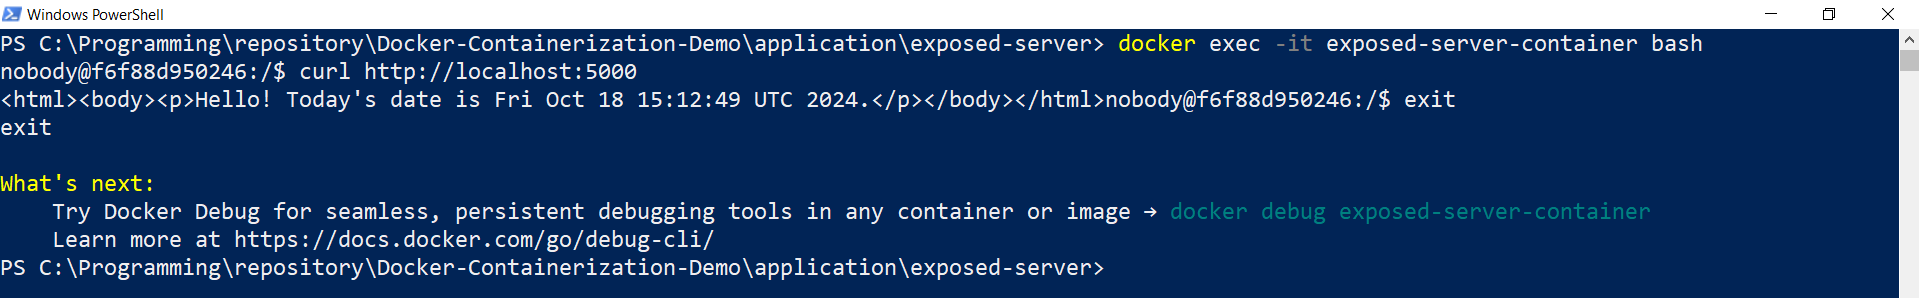 Windows PowerShell
PS C:\Programming\repository\Docker-Containerization-Demo\application\exposed-server> docker exec -it exposed-server-container bash
nobody@f6f88d950246:/$ curl http://localhost:5000
<html><body><p>Hello! Today's date is Fri Oct 18 15:12:49 UTC 2024.</p></body></html>nobody@f6f88d950246:/$ exit
exit
What's next:
    Try Docker Debug for seamless, persistent debugging tools in any container or image → docker debug exposed-server-container
    Learn more at https://docs.docker.com/go/debug-cli/
PS C:\Programming\repository\Docker-Containerization-Demo\application\exposed-server>